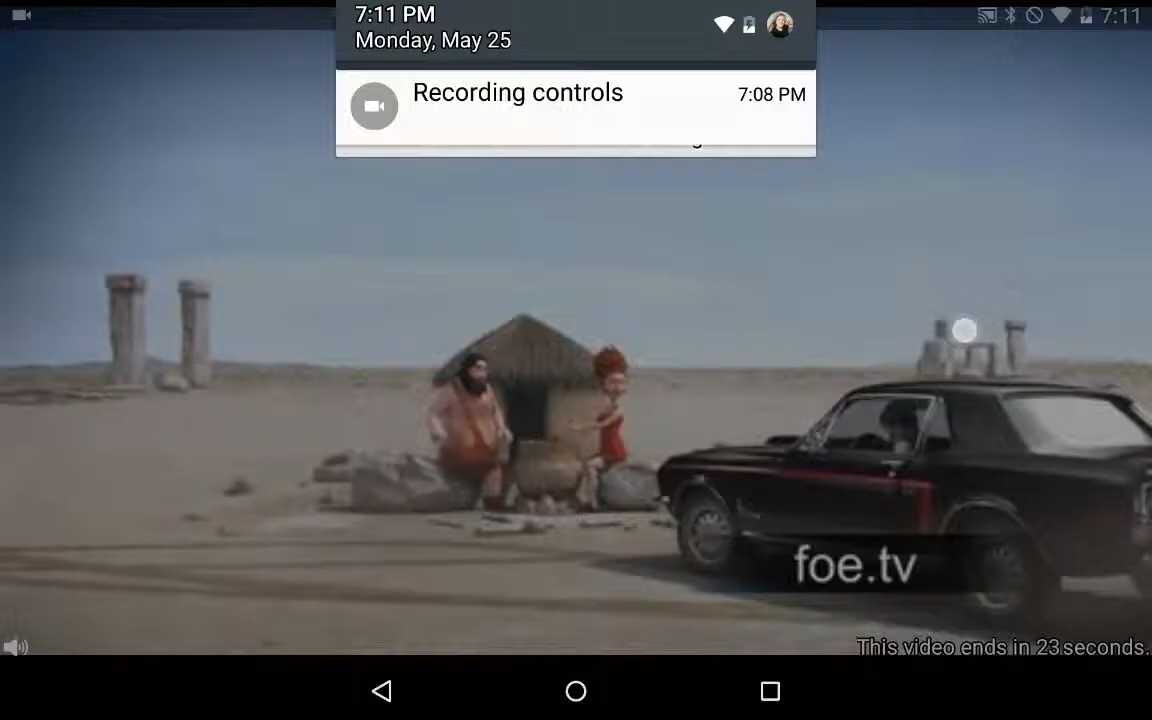 7:11 PM
7:11
Monday, May 25
Recording controls
7:08 PM
foe.tv
This video ends in 23 seconds.